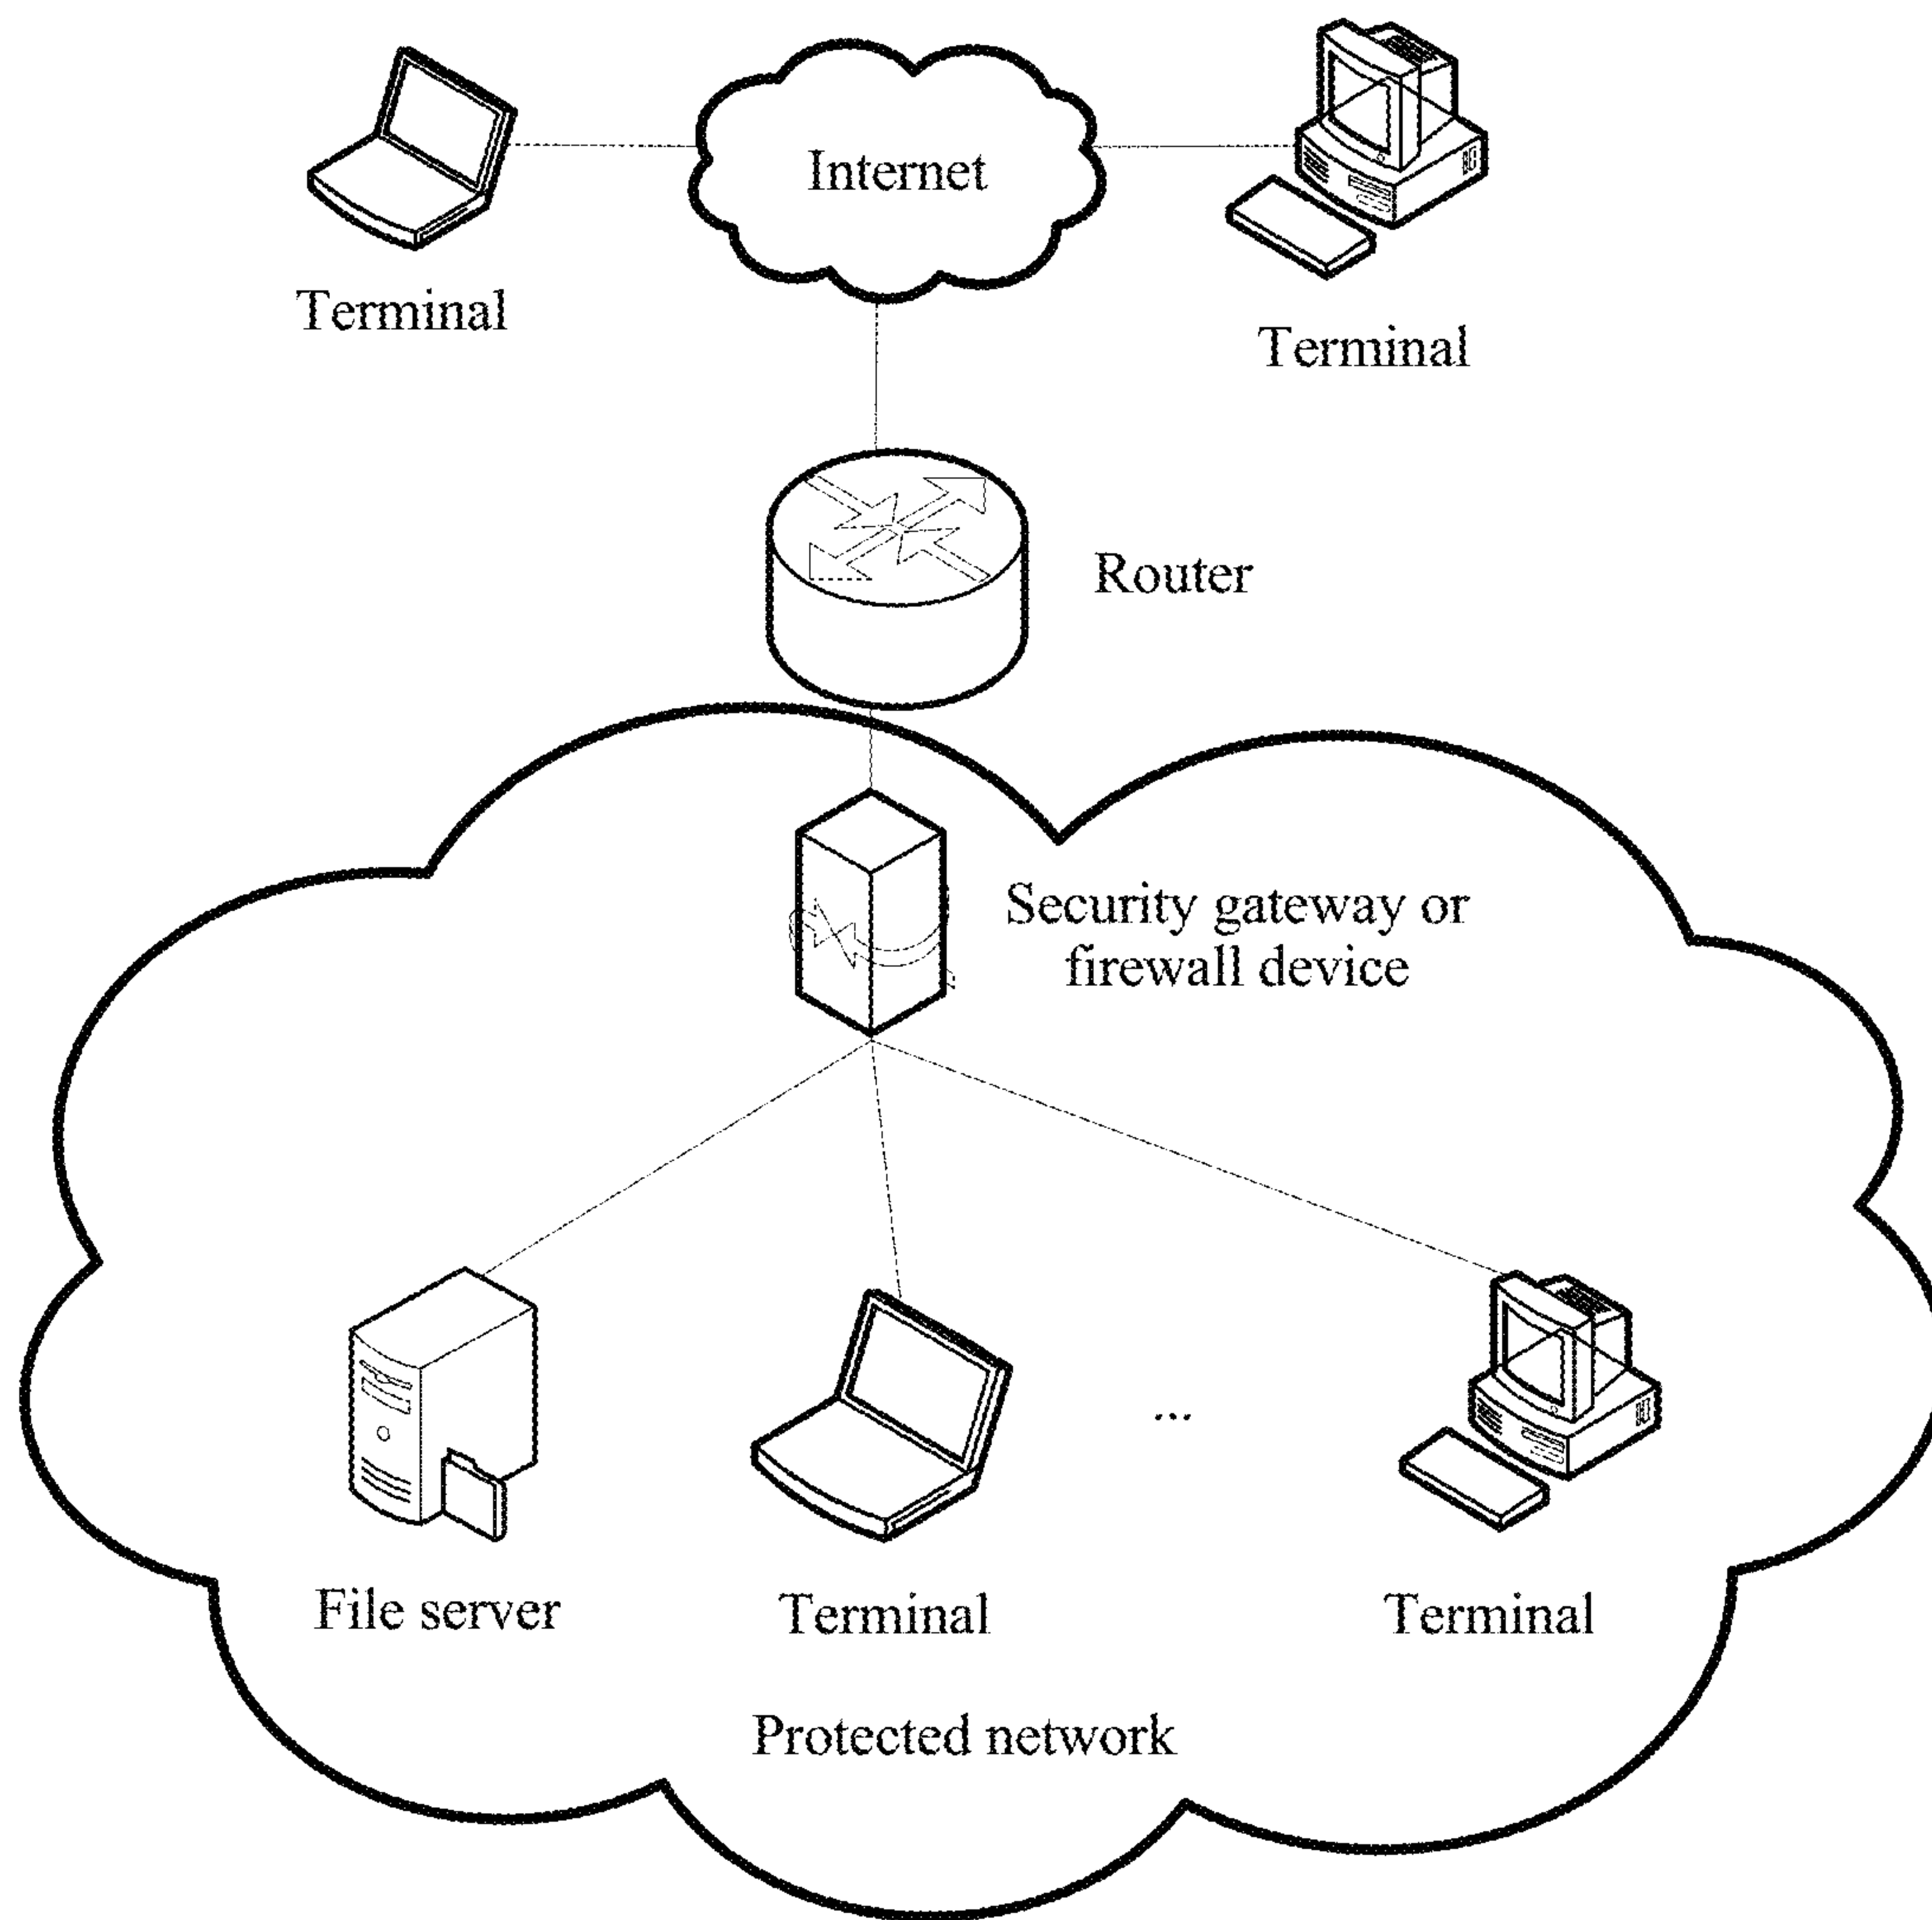 Internet
Terminal
Terminal
Router
Security gateway or
firewall device
...
File server
Terminal
Terminal
Protected network